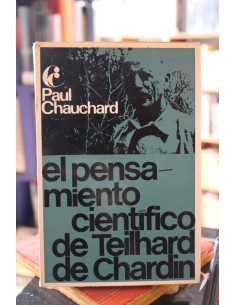 Paul
Chauchard
el pensa-
miento
científico
de Teilhard
de Chardin